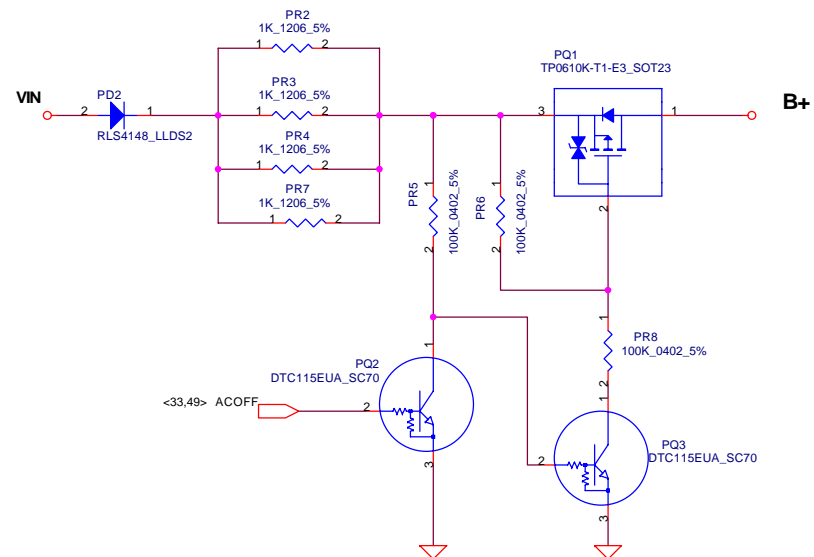 PR2
1K_1206_5%
1 2
PQ1
TP0610K-T1-E3_SOT23
VIN
PD2
2 1
RLS4148_LLDS2
PR3
1K_1206_5%
1 2
3 1
B+
PR4
1K_1206_5%
1 2
PR7
1K_1206_5%
1 2
1
PR5
100K_0402_5%
2
1
PR6
100K_0402_5%
2
2
1
PR8
100K_0402_5%
2
PQ2
DTC115EUA_SC70
1
<33,49> ACOFF
2
3
1
PQ3
DTC115EUA_SC70
2
3